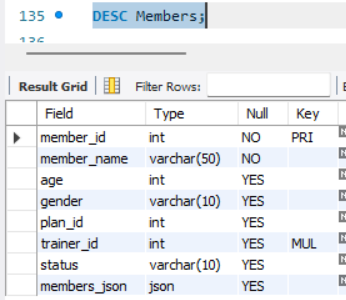 135 DESC Members;
136
Result Grid Filter Rows:
Field Type Null Key
member_id int NO PRI
member_name varchar(50) NO
age int YES
gender varchar(10) YES
plan_id int YES
trainer_id int YES MUL
status varchar(10) YES
members_json json YES